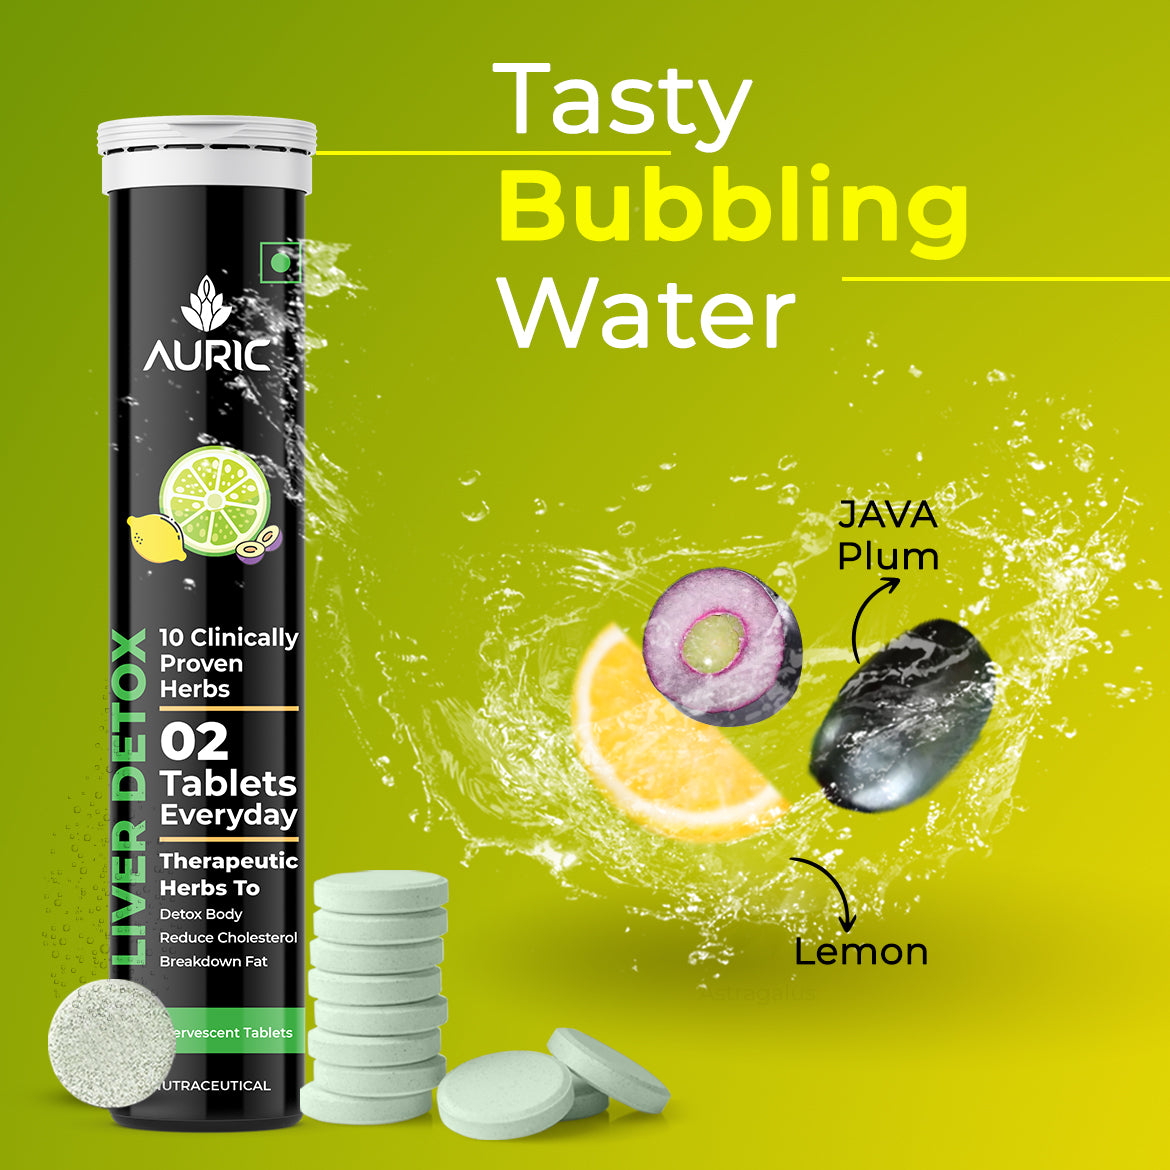 Tasty
Bubbling
Water
AURIC
LIVER DETOX
10 Clinically
Proven
Herbs
02
Tablets
Everyday
Therapeutic
Herbs To
Detox Body
Reduce Cholesterol
Breakdown Fat
ervescent Tablets
UTRACEUTICAL
JAVA
Plum
Lemon
Astragalus